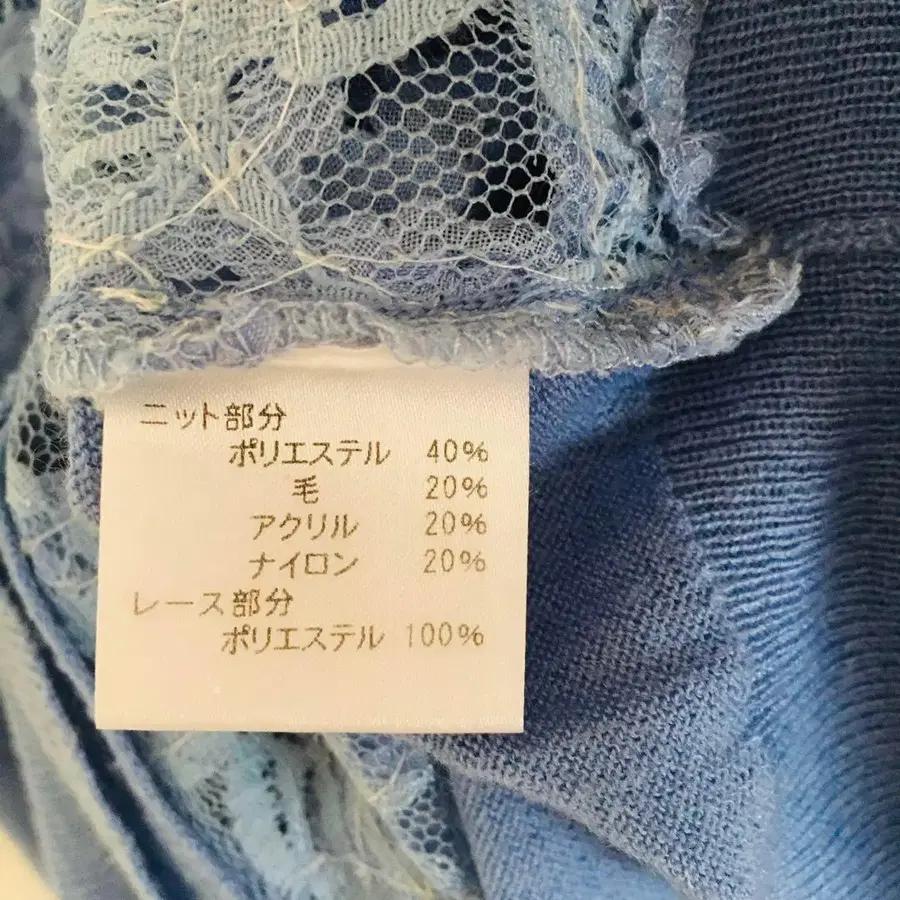 ニット部分
ポリエステル 40%
毛 20%
アクリル 20%
ナイロン 20%
レース部分
ポリエステル 100%